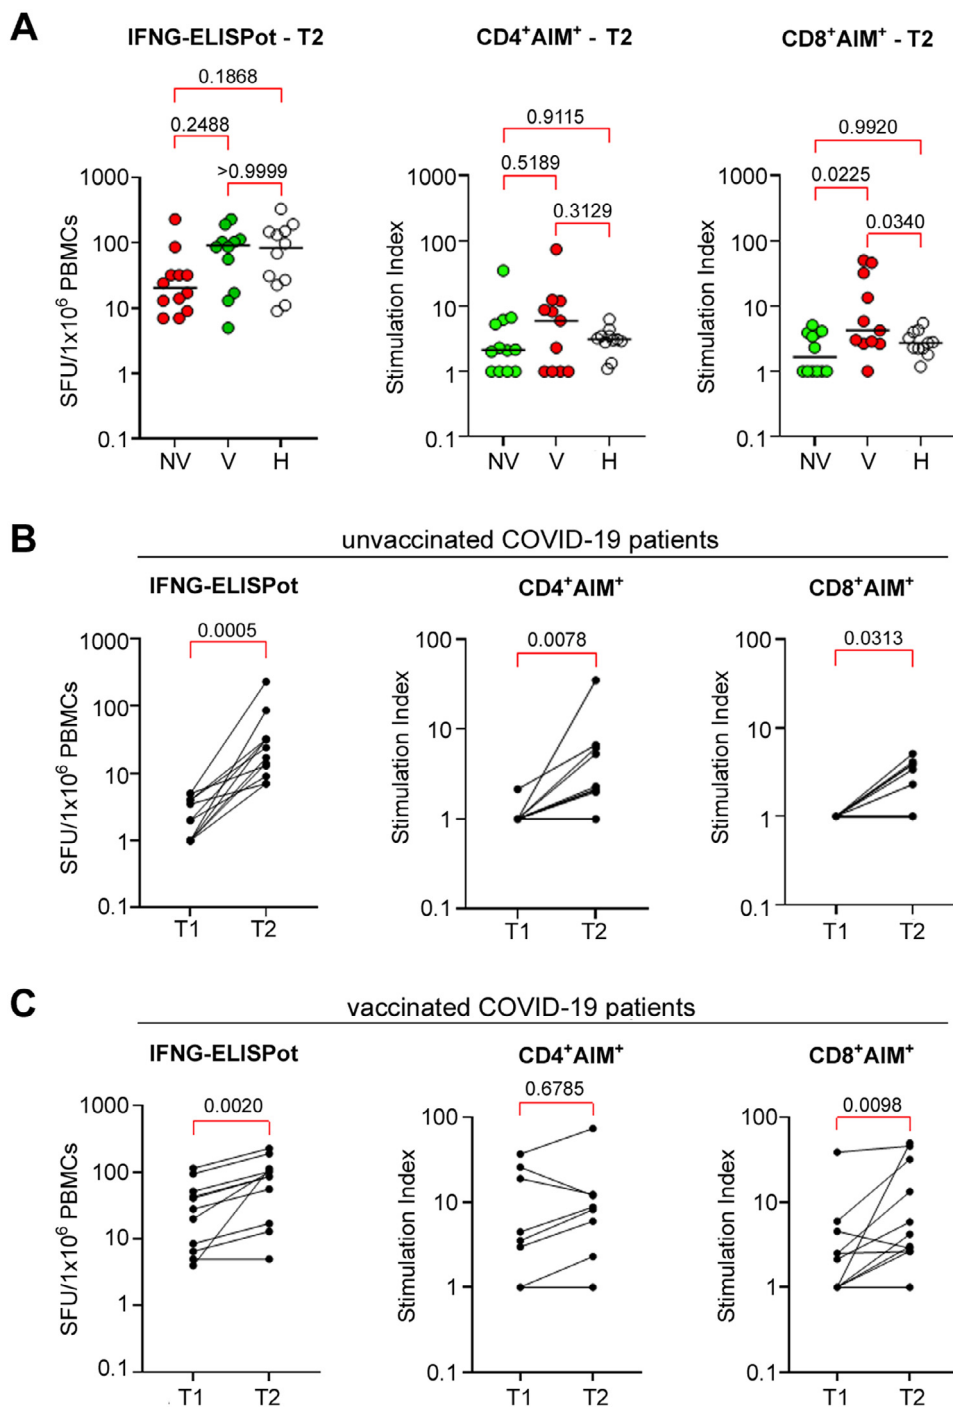 A
IFNG-ELISPot - T2
CD4⁺AIM⁺ - T2
CD8⁺AIM⁺ - T2
0.1868
0.2488
>0.9999
1000
100
10
1
0.1
SFU/1x10⁶ PBMCs
NV V H
0.9115
0.5189
0.3129
1000
100
10
1
0.1
Stimulation Index
NV V H
0.9920
0.0225
0.0340
1000
100
10
1
0.1
Stimulation Index
NV V H
B
unvaccinated COVID-19 patients
IFNG-ELISPot
CD4⁺AIM⁺
CD8⁺AIM⁺
0.0005
1000
100
10
1
0.1
SFU/1x10⁶ PBMCs
T1 T2
0.0078
100
10
1
0.1
Stimulation Index
T1 T2
0.0313
100
10
1
0.1
Stimulation Index
T1 T2
C
vaccinated COVID-19 patients
IFNG-ELISPot
CD4⁺AIM⁺
CD8⁺AIM⁺
0.0020
1000
100
10
1
0.1
SFU/1x10⁶ PBMCs
T1 T2
0.6785
100
10
1
0.1
Stimulation Index
T1 T2
0.0098
100
10
1
0.1
Stimulation Index
T1 T2